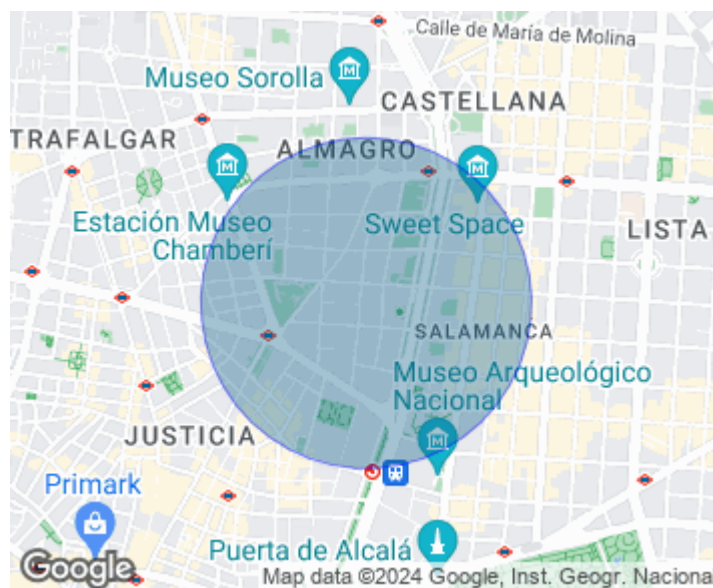 Calle de María de Molina
Museo Sorolla
CASTELLANA
TRAFALGAR
ALMAGRO
Estación Museo
Chamberí
Sweet Space
LISTA
SALAMANCA
Museo Arqueológico
Nacional
JUSTICIA
Primark
Puerta de Alcalá
Google
Map data ©2024 Google, Inst. Geogr. Naciona